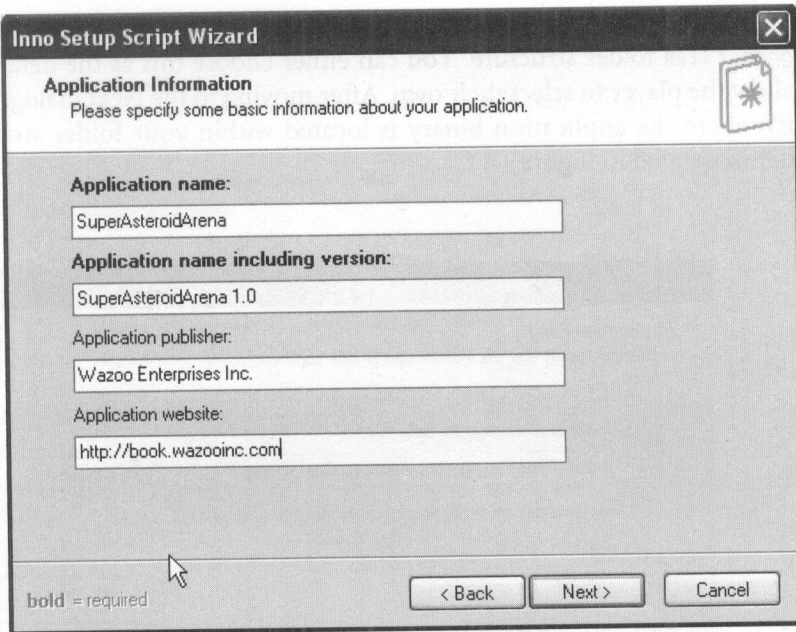 Inno Setup Script Wizard
Application Information
Please specify some basic information about your application.
Application name:
SuperAsteroidArena
Application name including version:
SuperAsteroidArena 1.0
Application publisher:
Wazoo Enterprises Inc.
Application website:
http://book.wazooinc.com
bold = required
< Back
Next >
Cancel